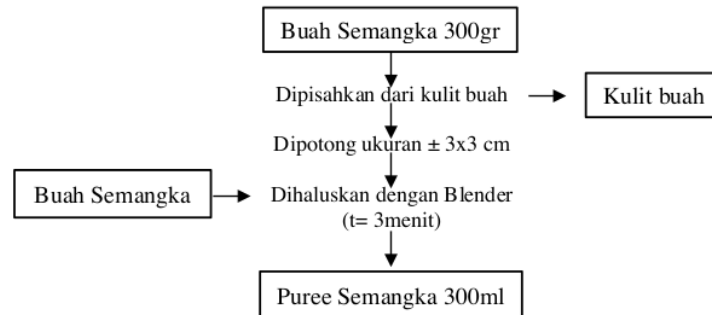 Buah Semangka 300gr
Dipisahkan dari kulit buah
Kulit buah
Dipotong ukuran ± 3x3 cm
Buah Semangka
Dihaluskan dengan Blender
(t= 3menit)
Puree Semangka 300ml